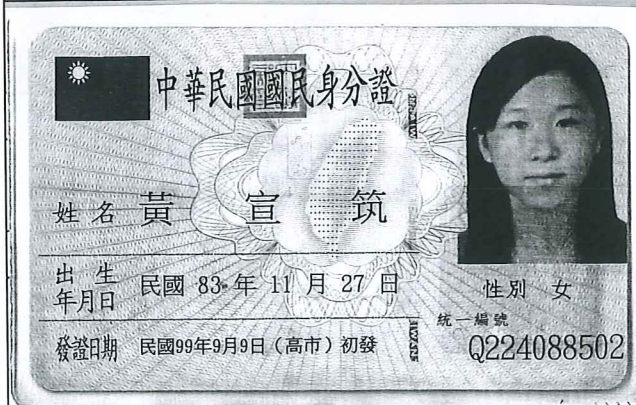 中華民國國民身分證
姓名 黃宣筑
出生年月日 民國 83 年 11 月 27 日
性別 女
統一編號
發證日期 民國99年9月9日（高市）初發
Q224088502